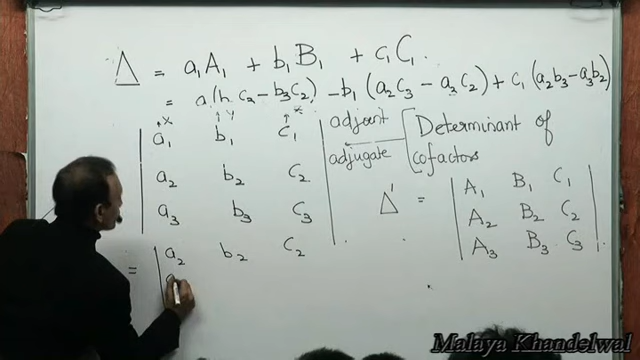 Δ = a₁A₁ + b₁B₁ + c₁C₁.
= a₁(b₂c₃ - b₃c₂) - b₁(a₂c₃ - a₃c₂) + c₁(a₂b₃ - a₃b₂)
x y z
a₁ b₁ c₁
a₂ b₂ c₂
a₃ b₃ c₃
adjoint
adjugate
Determinant of
cofactors
Δ' =
A₁ B₁ C₁
A₂ B₂ C₂
A₃ B₃ C₃
= a₂ b₂ c₂
Malaya Khandelwal